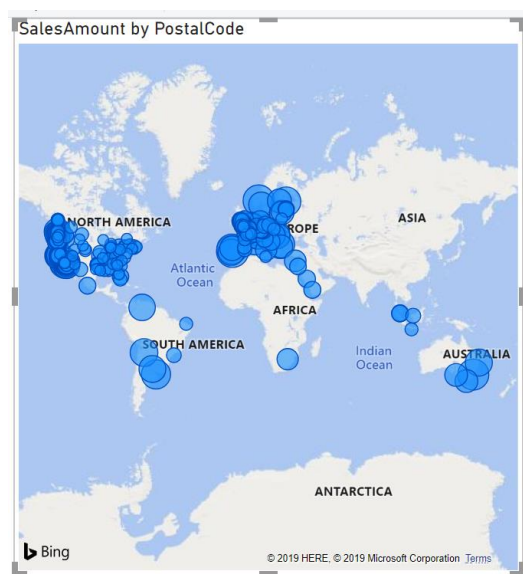 SalesAmount by PostalCode
NORTH AMERICA
ASIA
ROPE
Atlantic
Ocean
AFRICA
SOUTH AMERICA
Indian
Ocean
AUSTRALIA
ANTARCTICA
Bing
© 2019 HERE, © 2019 Microsoft Corporation Terms